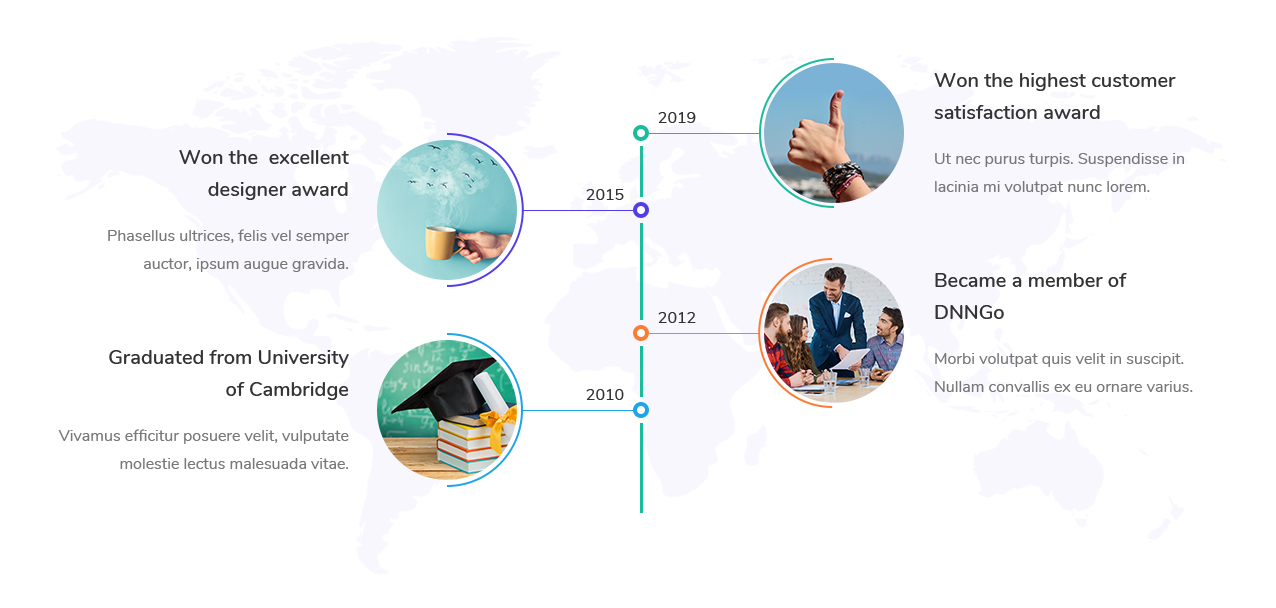 2019
Won the highest customer
satisfaction award
Ut nec purus turpis. Suspendisse in
lacinia mi volutpat nunc lorem.
2015
Won the  excellent
designer award
Phasellus ultrices, felis vel semper
auctor, ipsum augue gravida.
2012
Became a member of
DNNGo
Morbi volutpat quis velit in suscipit.
Nullam convallis ex eu ornare varius.
2010
Graduated from University
of Cambridge
Vivamus efficitur posuere velit, vulputate
molestie lectus malesuada vitae.